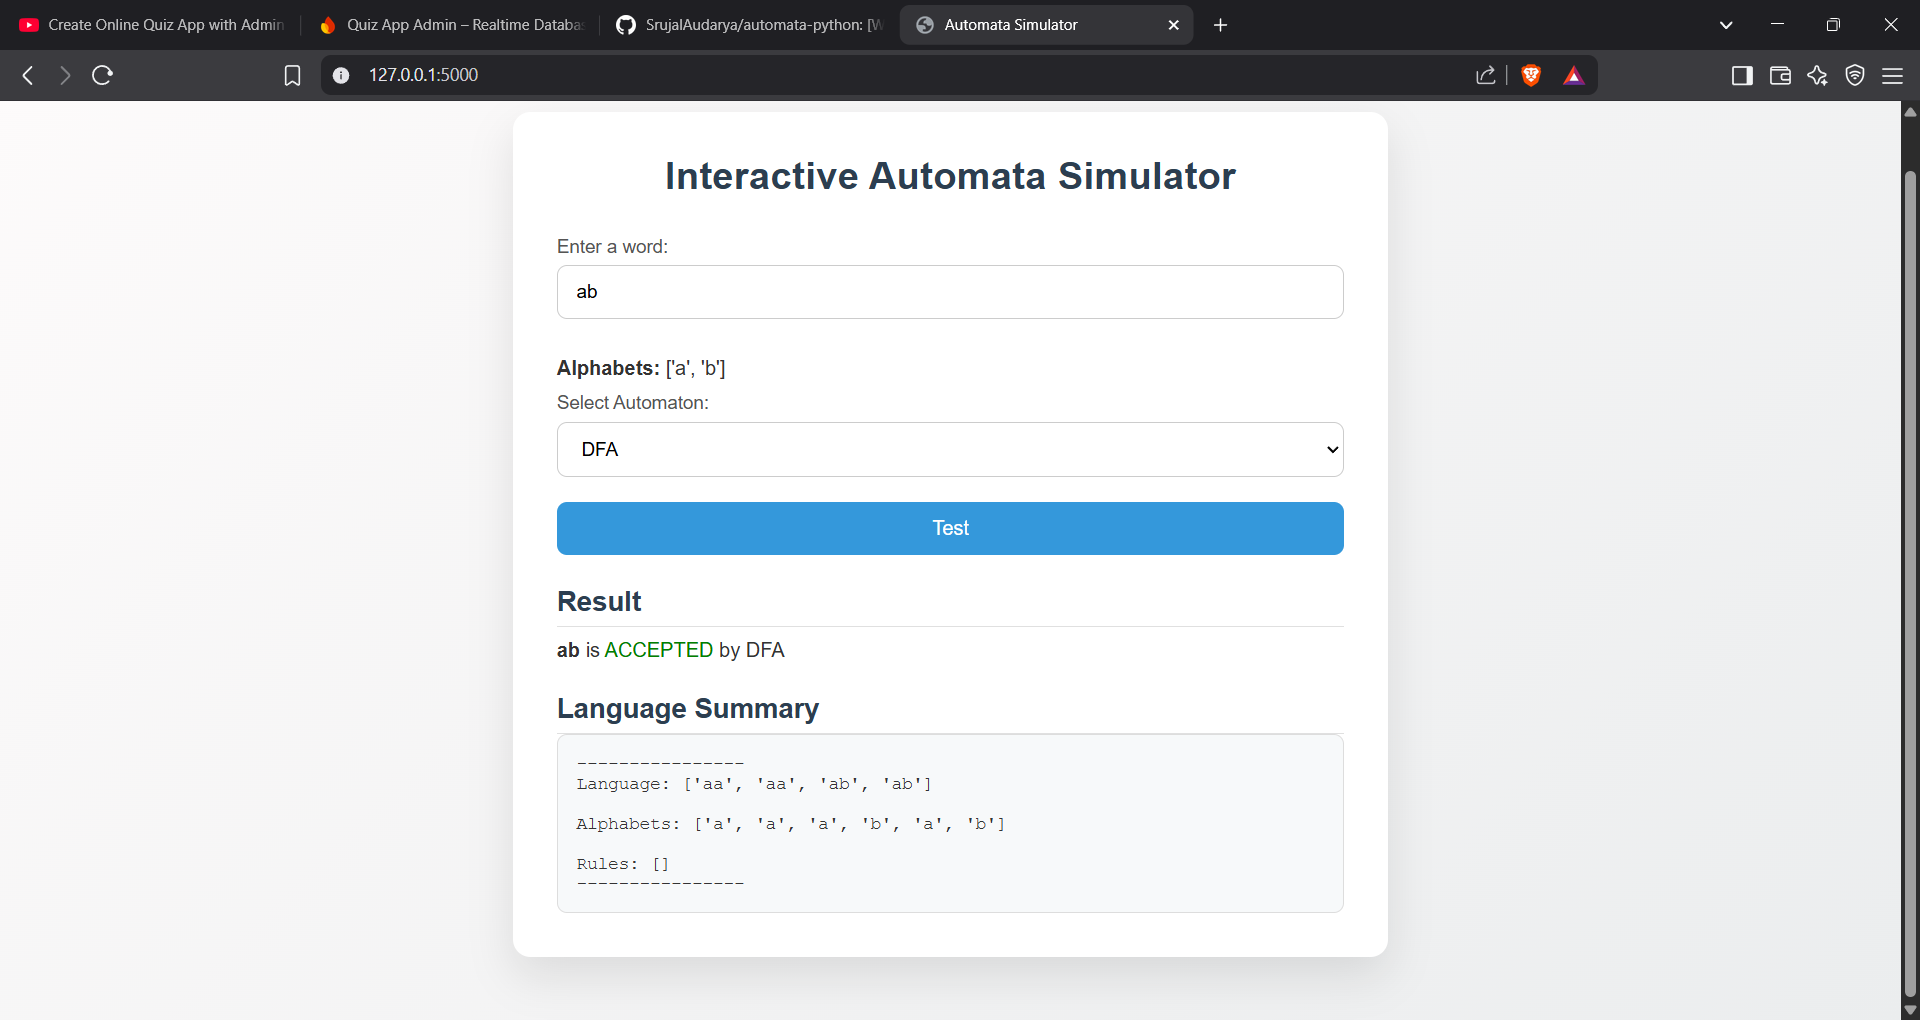 Create Online Quiz App with Admin
Quiz App Admin – Realtime Databas
SrujalAudarya/automata-python: [W
Automata Simulator
127.0.0.1:5000
Interactive Automata Simulator
Enter a word:
ab
Alphabets: ['a', 'b']
Select Automaton:
DFA
Test
Result
ab is ACCEPTED by DFA
Language Summary
----------------
Language: ['aa', 'aa', 'ab', 'ab']
Alphabets: ['a', 'a', 'a', 'b', 'a', 'b']
Rules: []
----------------